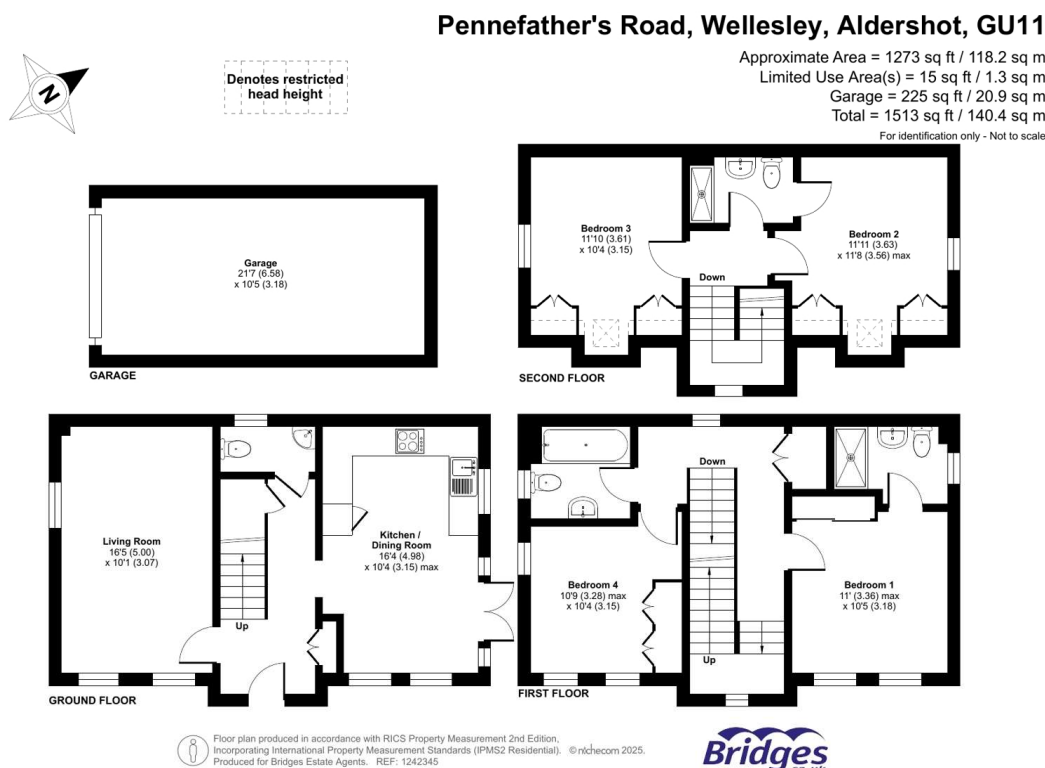 Pennefather's Road, Wellesley, Aldershot, GU11
Approximate Area = 1273 sq ft / 118.2 sq m
Limited Use Area(s) = 15 sq ft / 1.3 sq m
Garage = 225 sq ft / 20.9 sq m
Total = 1513 sq ft / 140.4 sq m
For identification only - Not to scale
N
Denotes restricted
head height
Garage
21'7 (6.58)
x 10'5 (3.18)
GARAGE
Bedroom 3
11'10 (3.61)
x 10'4 (3.15)
Bedroom 2
11'11 (3.63)
x 11'8 (3.56) max
Down
SECOND FLOOR
Living Room
16'5 (5.00)
x 10'1 (3.07)
Kitchen /
Dining Room
16'4 (4.98)
x 10'4 (3.15) max
Up
GROUND FLOOR
Down
Bedroom 4
10'9 (3.28) max
x 10'4 (3.15)
Bedroom 1
11' (3.36) max
x 10'5 (3.18)
Up
FIRST FLOOR
Floor plan produced in accordance with RICS Property Measurement 2nd Edition,
Incorporating International Property Measurement Standards (IPMS2 Residential). © nichecom 2025.
Produced for Bridges Estate Agents. REF: 1242345
Bridges